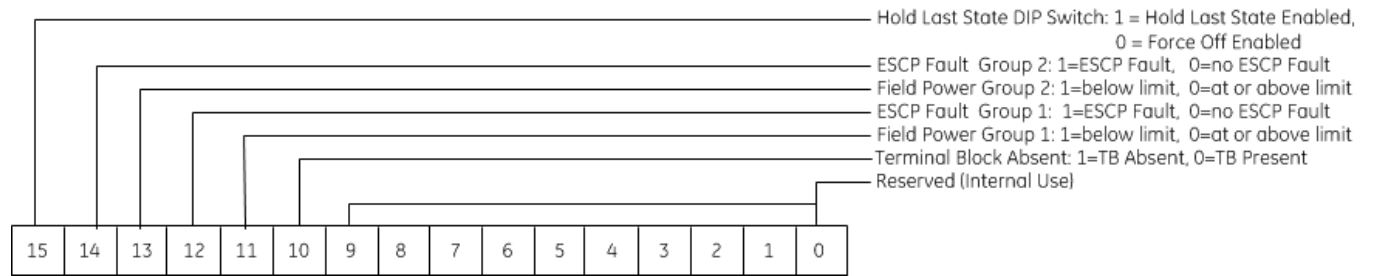 Hold Last State DIP Switch: 1 = Hold Last State Enabled,
0 = Force Off Enabled
ESCP Fault Group 2: 1=ESCP Fault, 0=no ESCP Fault
Field Power Group 2: 1=below limit, 0=at or above limit
ESCP Fault Group 1: 1=ESCP Fault, 0=no ESCP Fault
Field Power Group 1: 1=below limit, 0=at or above limit
Terminal Block Absent: 1=TB Absent, 0=TB Present
Reserved (Internal Use)
15 14 13 12 11 10 9 8 7 6 5 4 3 2 1 0